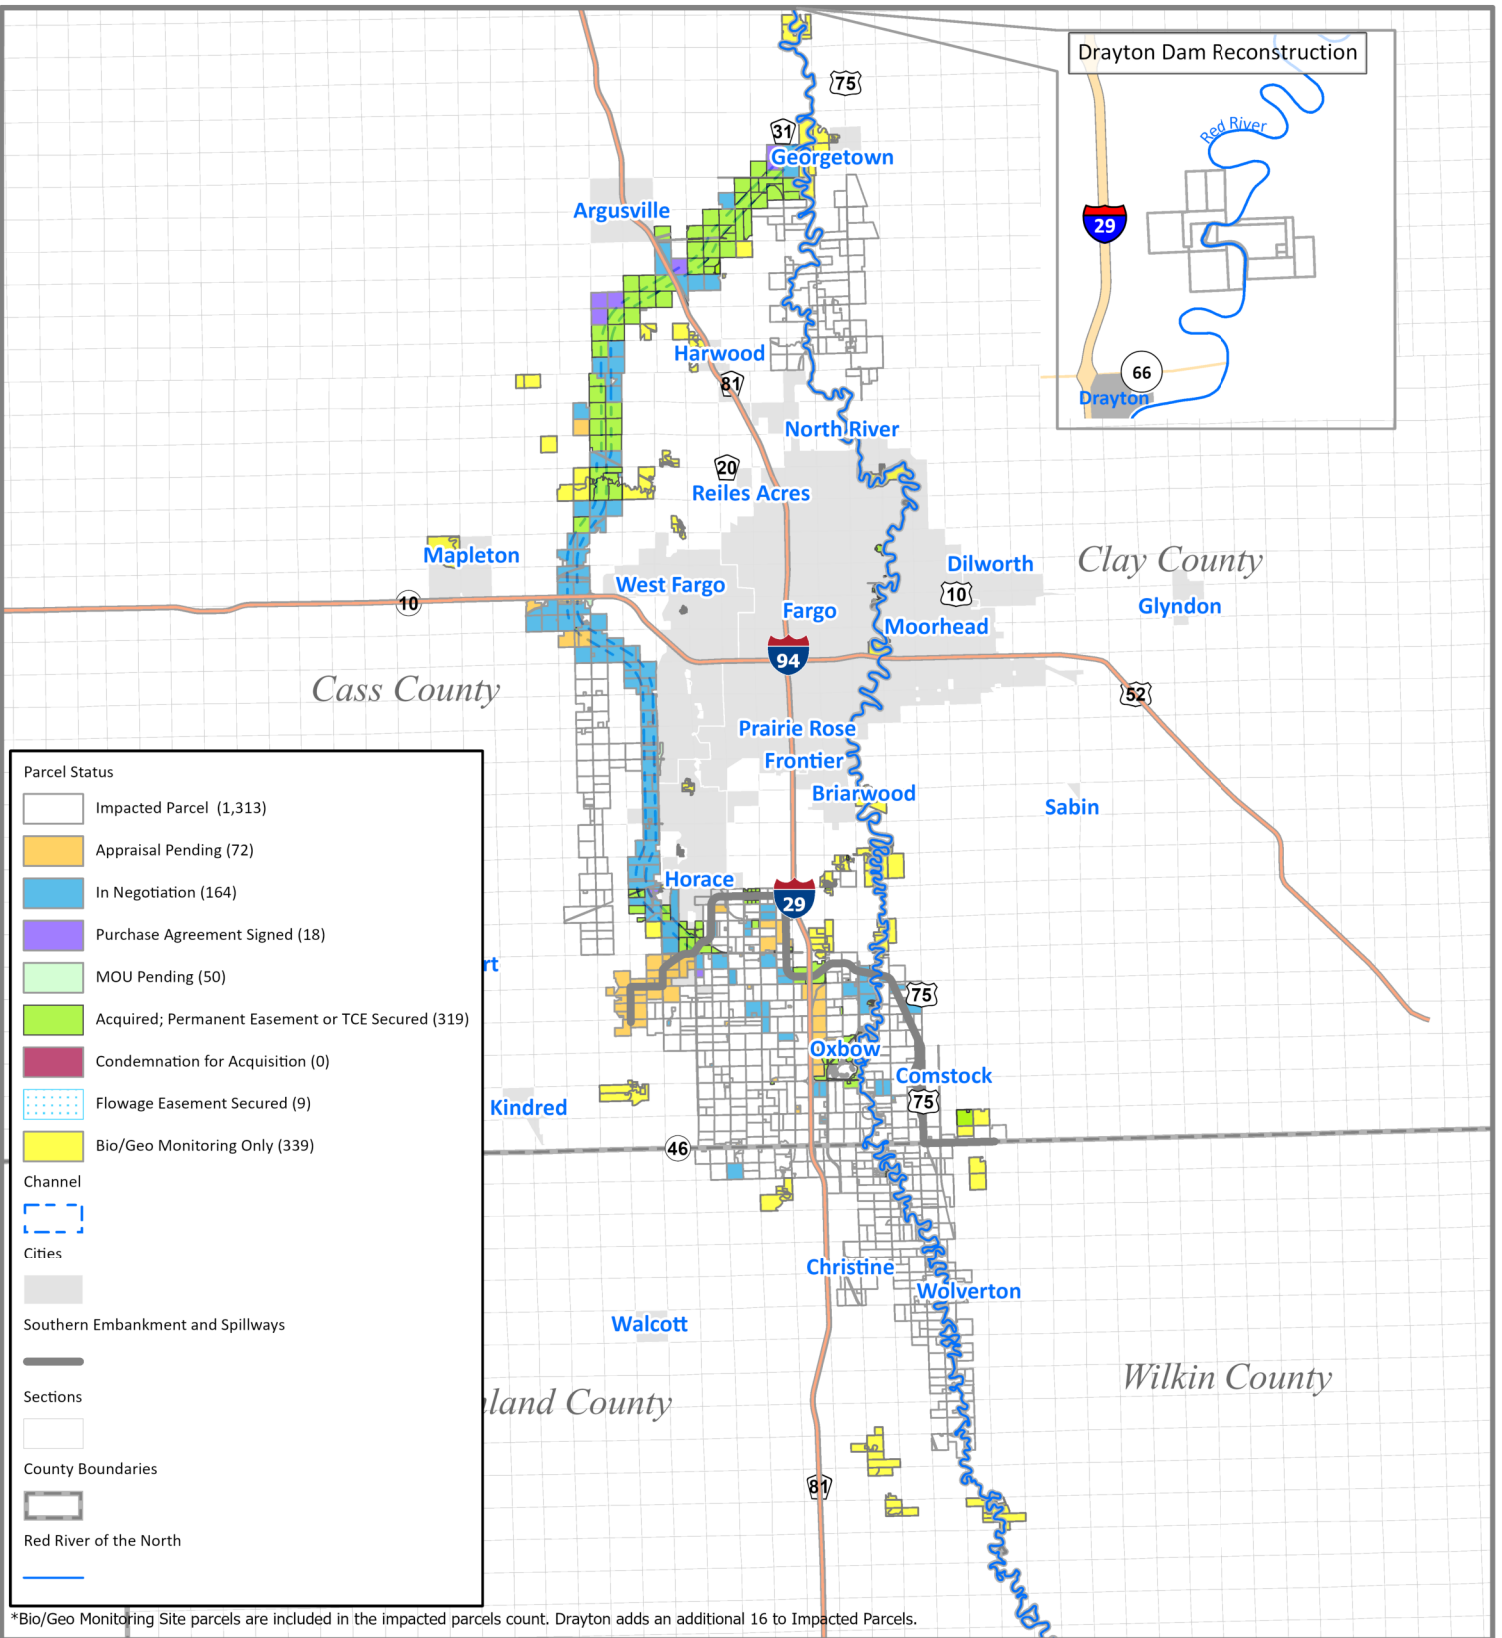 Drayton Dam Reconstruction
75
31
Georgetown
Red River
Argusville
29
Harwood
66
81
Drayton
North River
20
Reiles Acres
Mapleton
Dilworth
Clay County
West Fargo
10
10
Fargo
Glyndon
Moorhead
94
Cass County
52
Prairie Rose
Frontier
Briarwood
Sabin
Horace
29
rt
75
Oxbow
Comstock
75
Kindred
46
Christine
Wolverton
Walcott
Wilkin County
nland County
81
Parcel Status
Impacted Parcel (1,313)
Appraisal Pending (72)
In Negotiation (164)
Purchase Agreement Signed (18)
MOU Pending (50)
Acquired; Permanent Easement or TCE Secured (319)
Condemnation for Acquisition (0)
Flowage Easement Secured (9)
Bio/Geo Monitoring Only (339)
Channel
Cities
Southern Embankment and Spillways
Sections
County Boundaries
Red River of the North
*Bio/Geo Monitoring Site parcels are included in the impacted parcels count. Drayton adds an additional 16 to Impacted Parcels.